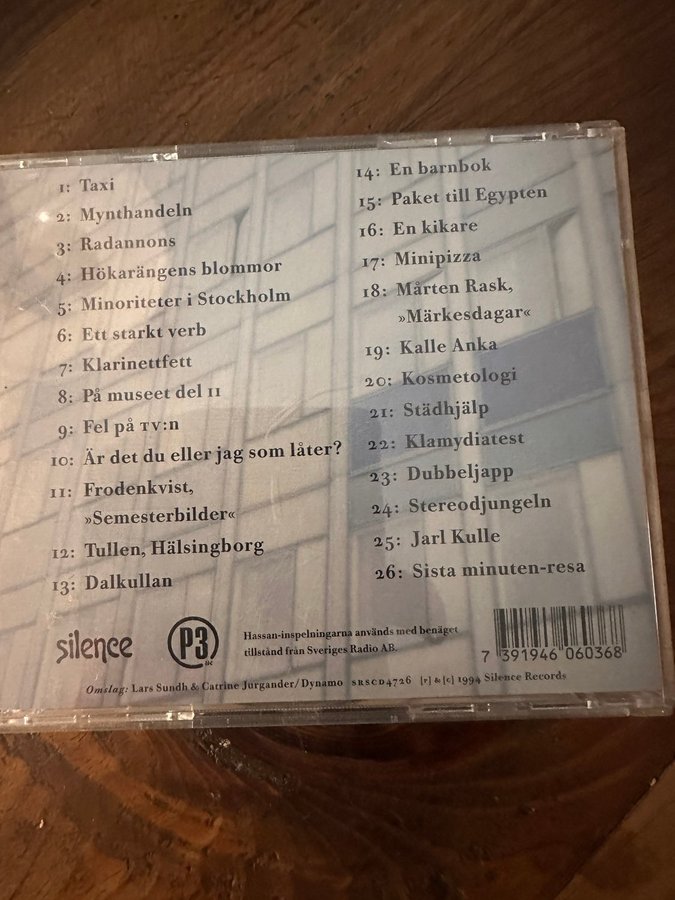 1: Taxi
2: Mynthandeln
3: Radannons
4: Hökarängens blommor
5: Minoriteter i Stockholm
6: Ett starkt verb
7: Klarinettfett
8: På museet del 11
9: Fel på TV:n
10: Är det du eller jag som låter?
11: Frodenkvist,
»Semesterbilder«
12: Tullen, Hälsingborg
13: Dalkullan
14: En barnbok
15: Paket till Egypten
16: En kikare
17: Minipizza
18: Mårten Rask,
»Märkesdagar«
19: Kalle Anka
20: Kosmetologi
21: Städhjälp
22: Klamydiatest
23: Dubbeljapp
24: Stereodjungeln
25: Jarl Kulle
26: Sista minuten-resa
silence
P3
Hassan-inspelningarna används med benäget
tillstånd från Sveriges Radio AB.
7 391946 060368
Omslag: Lars Sundh & Catrine Jurgander/Dynamo SRSCD4726 [P] & [C] 1994 Silence Records